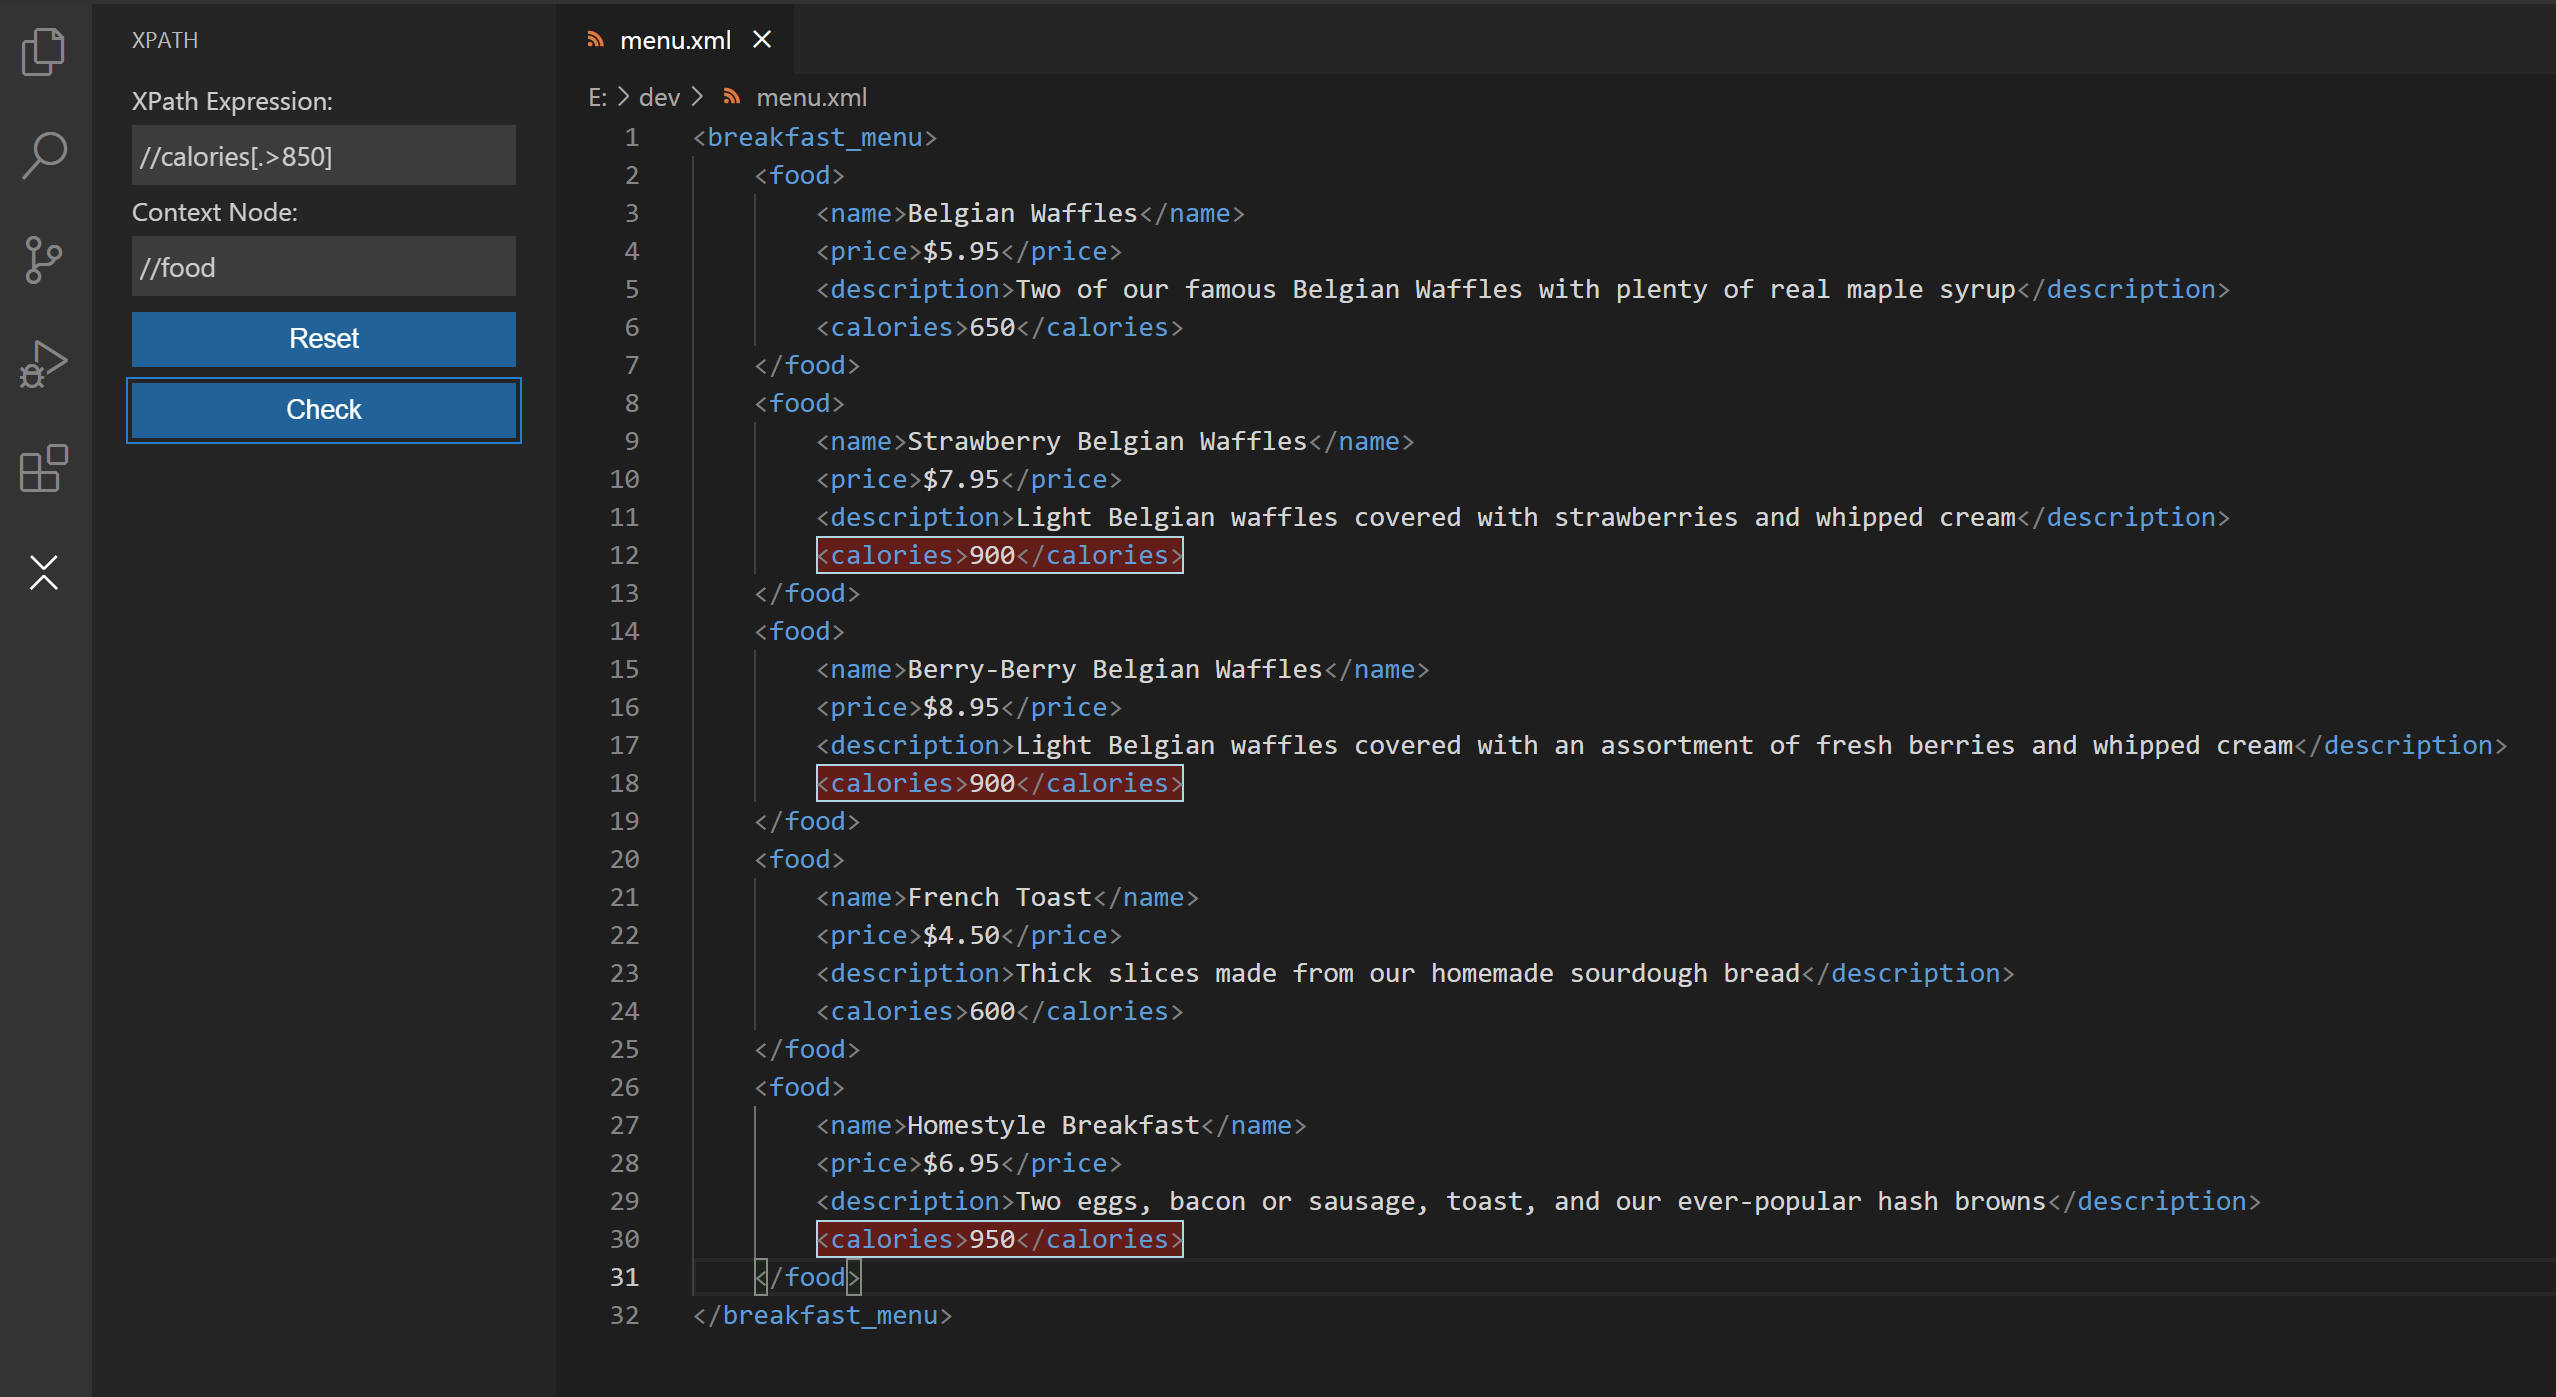 XPATH
XPath Expression:
//calories[.>850]
Context Node:
//food
Reset
Check
menu.xml
E: > dev > menu.xml
1 <breakfast_menu>
2 <food>
3 <name>Belgian Waffles</name>
4 <price>$5.95</price>
5 <description>Two of our famous Belgian Waffles with plenty of real maple syrup</description>
6 <calories>650</calories>
7 </food>
8 <food>
9 <name>Strawberry Belgian Waffles</name>
10 <price>$7.95</price>
11 <description>Light Belgian waffles covered with strawberries and whipped cream</description>
12 <calories>900</calories>
13 </food>
14 <food>
15 <name>Berry-Berry Belgian Waffles</name>
16 <price>$8.95</price>
17 <description>Light Belgian waffles covered with an assortment of fresh berries and whipped cream</description>
18 <calories>900</calories>
19 </food>
20 <food>
21 <name>French Toast</name>
22 <price>$4.50</price>
23 <description>Thick slices made from our homemade sourdough bread</description>
24 <calories>600</calories>
25 </food>
26 <food>
27 <name>Homestyle Breakfast</name>
28 <price>$6.95</price>
29 <description>Two eggs, bacon or sausage, toast, and our ever-popular hash browns</description>
30 <calories>950</calories>
31 </food>
32 </breakfast_menu>